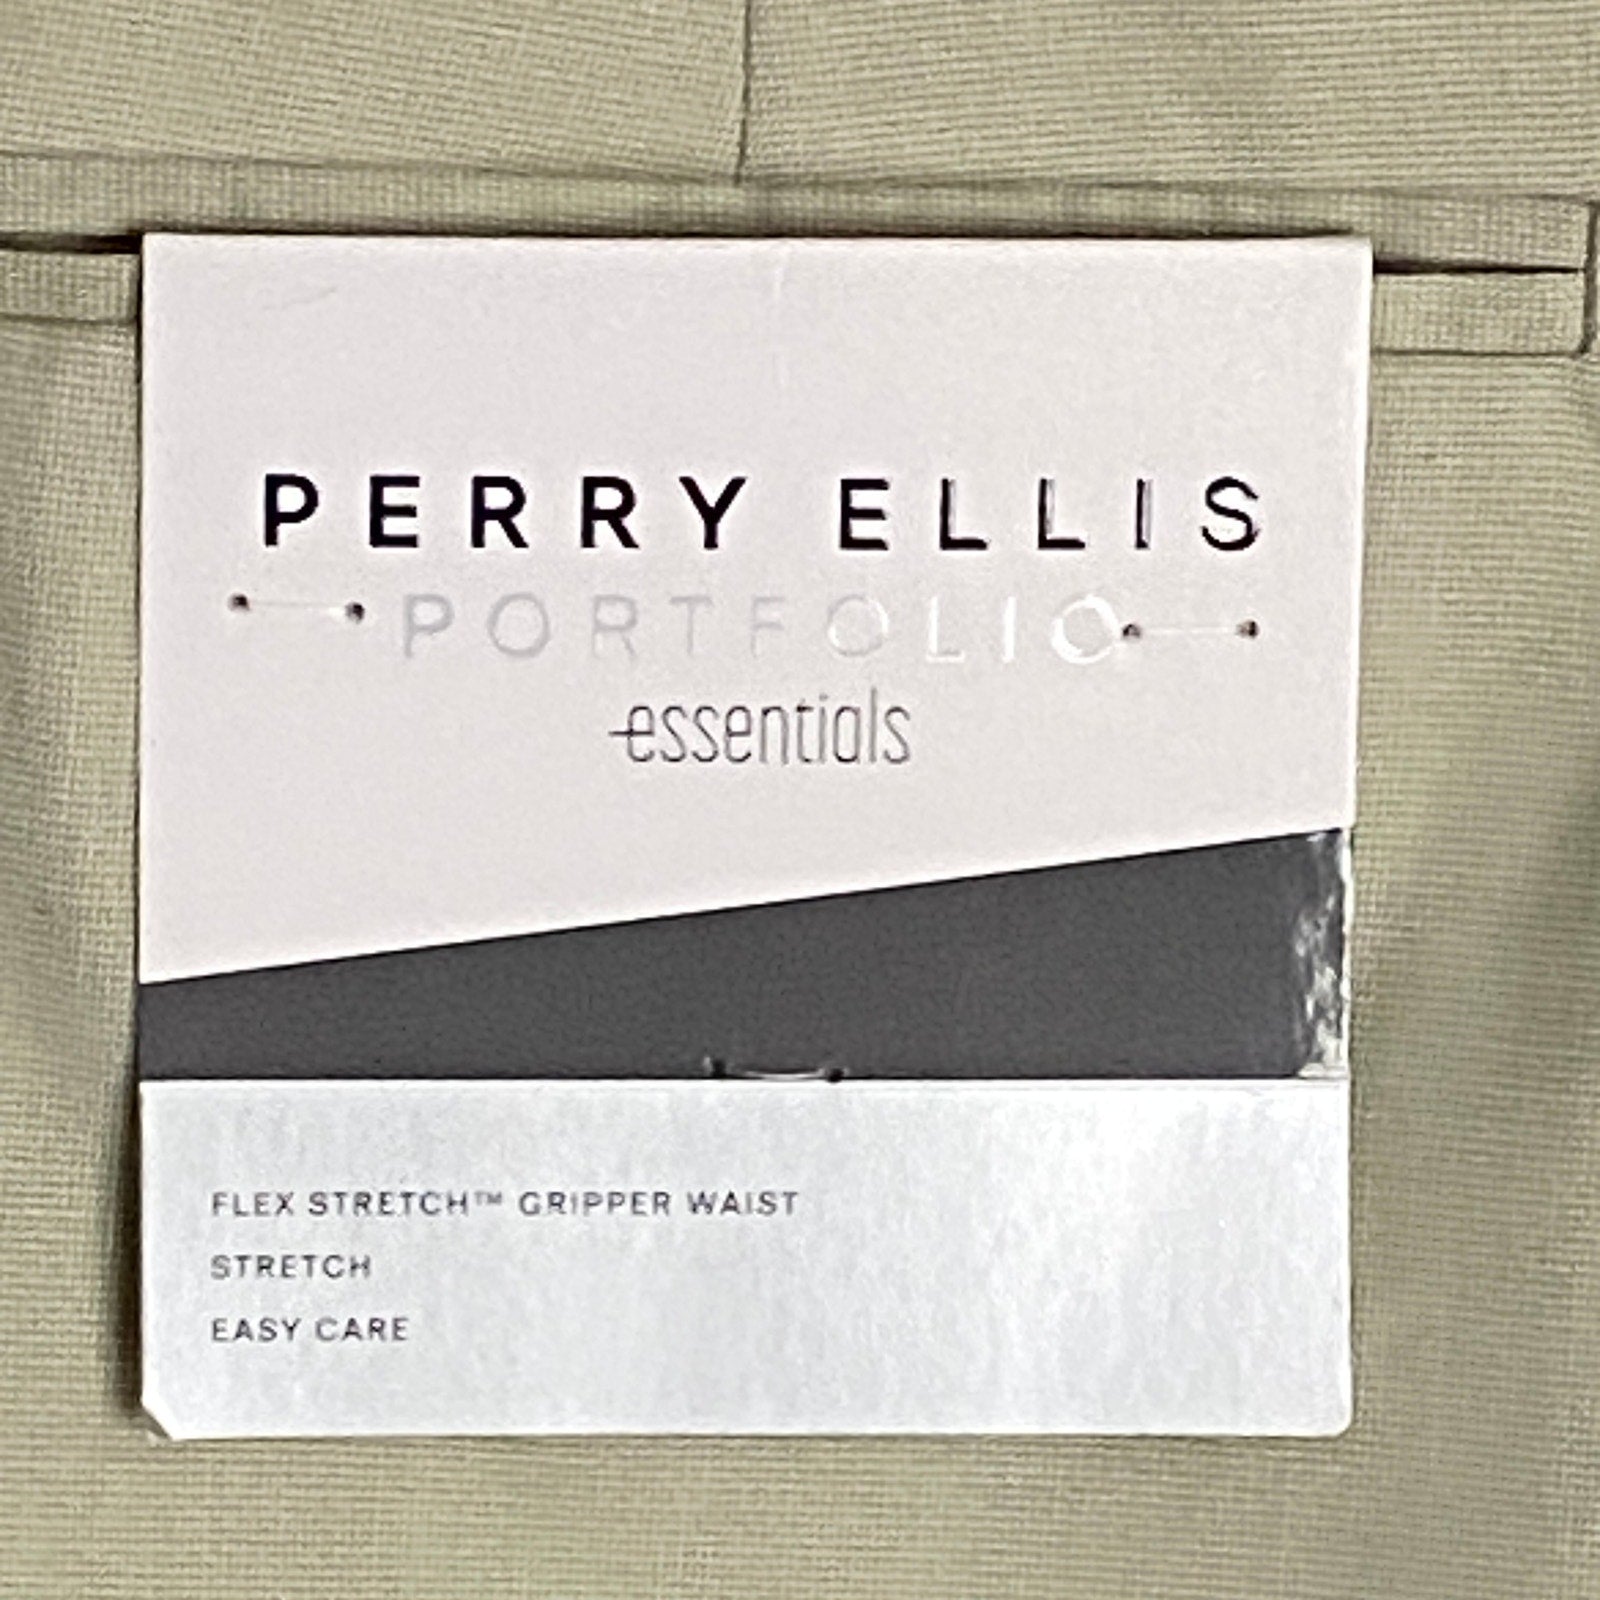 PERRY ELLIS
PORTFOLIO
essentials
FLEX STRETCH™ GRIPPER WAIST
STRETCH
EASY CARE